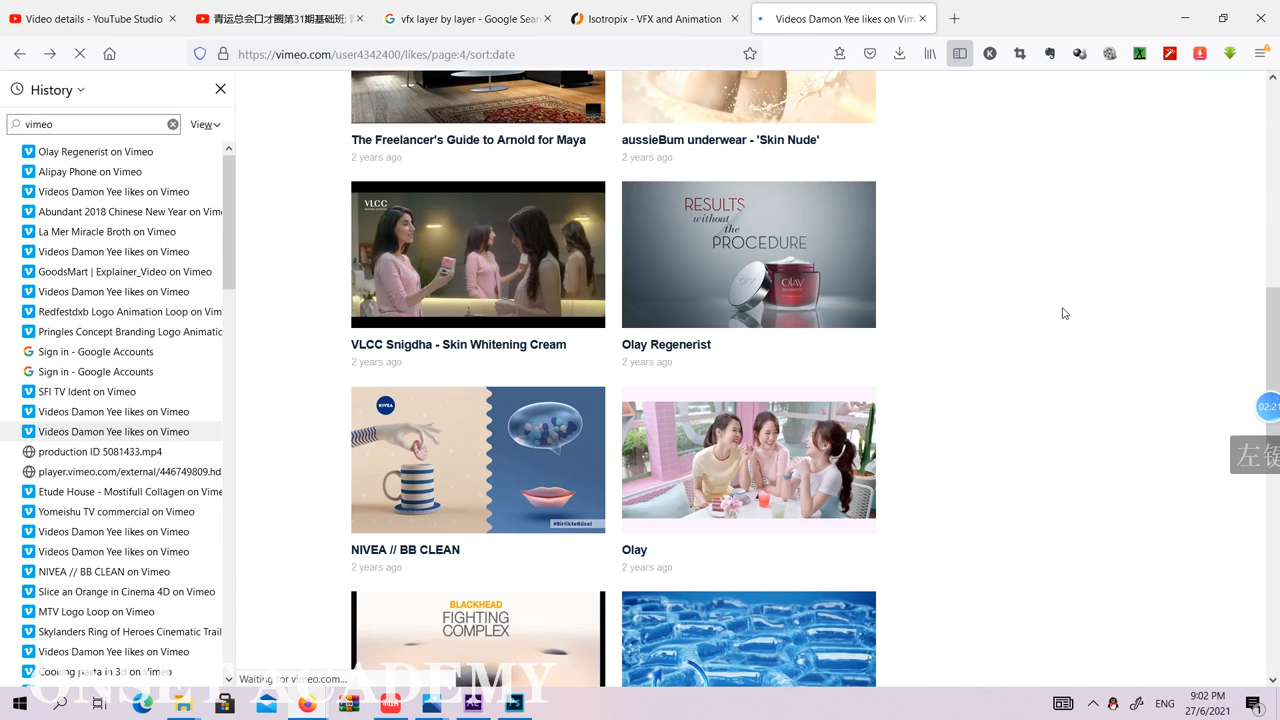 eo details - YouTube Studio
青运总会口才圈第31期基础班:
vfx layer by layer - Google Sear
Isotropix - VFX and Animation
Videos Damon Yee likes on Vim
https://vimeo.com/user4342400/likes/page:4/sort:date
History
vimeo
View
on Vimeo
Alipay Phone on Vimeo
Videos Damon Yee likes on Vimeo
Abundant 2018 Chinese New Year on Vim
La Mer Miracle Broth on Vimeo
Videos Damon Yee likes on Vimeo
GoodsMart | Explainer_Video on Vimeo
Videos Damon Yee likes on Vimeo
Redfestdxb Logo Animation Loop on Vim
Pringles Concept Branding Logo Animatic
Sign in - Google Accounts
Sign in - Google Accounts
SFI TV Ident on Vimeo
Videos Damon Yee likes on Vimeo
Videos Damon Yee likes on Vimeo
production ID 5081433.mp4
player.vimeo.com/external/446749809.hd
Etude House - Mostifull Collagen on Vime
Yomeishu TV commercial on Vimeo
Videos Damon Yee likes on Vimeo
Videos Damon Yee likes on Vimeo
NIVEA // BB CLEAN on Vimeo
Slice an Orange in Cinema 4D on Vimeo
MTV Logo Loop on Vimeo
Skylanders Ring of Heroes Cinematic Trail
Videos Damon Yee likes on Vimeo
The Freelancer's Guide to Arnold for Maya
2 years ago
aussieBum underwear - 'Skin Nude'
2 years ago
VLCC
VLCC Snigdha - Skin Whitening Cream
2 years ago
RESULTS
without
the
PROCEDURE
OLAY
Olay Regenerist
2 years ago
NIVEA
#BirlikteGüzel
NIVEA // BB CLEAN
2 years ago
Olay
2 years ago
BLACKHEAD
FIGHTING
COMPLEX
02:21
左键
Waiting for vimeo.com...
ACADEMY
ENG
9:02 PM
27/6/2021